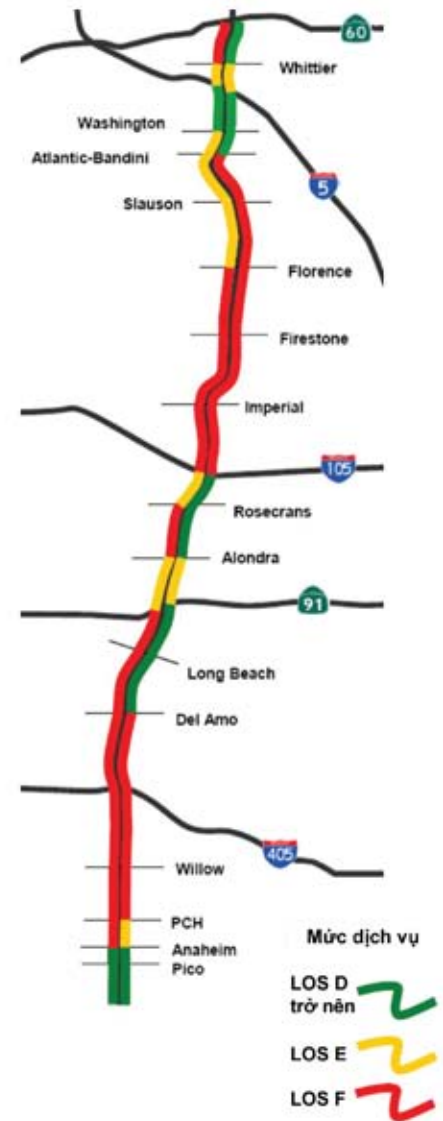 60
Whittier
Washington
Atlantic-Bandini
5
Slauson
Florence
Firestone
Imperial
105
Rosecrans
Alondra
91
Long Beach
Del Amo
405
Willow
PCH
Anaheim
Pico
Mức dịch vụ
LOS D
trở nên
LOS E
LOS F